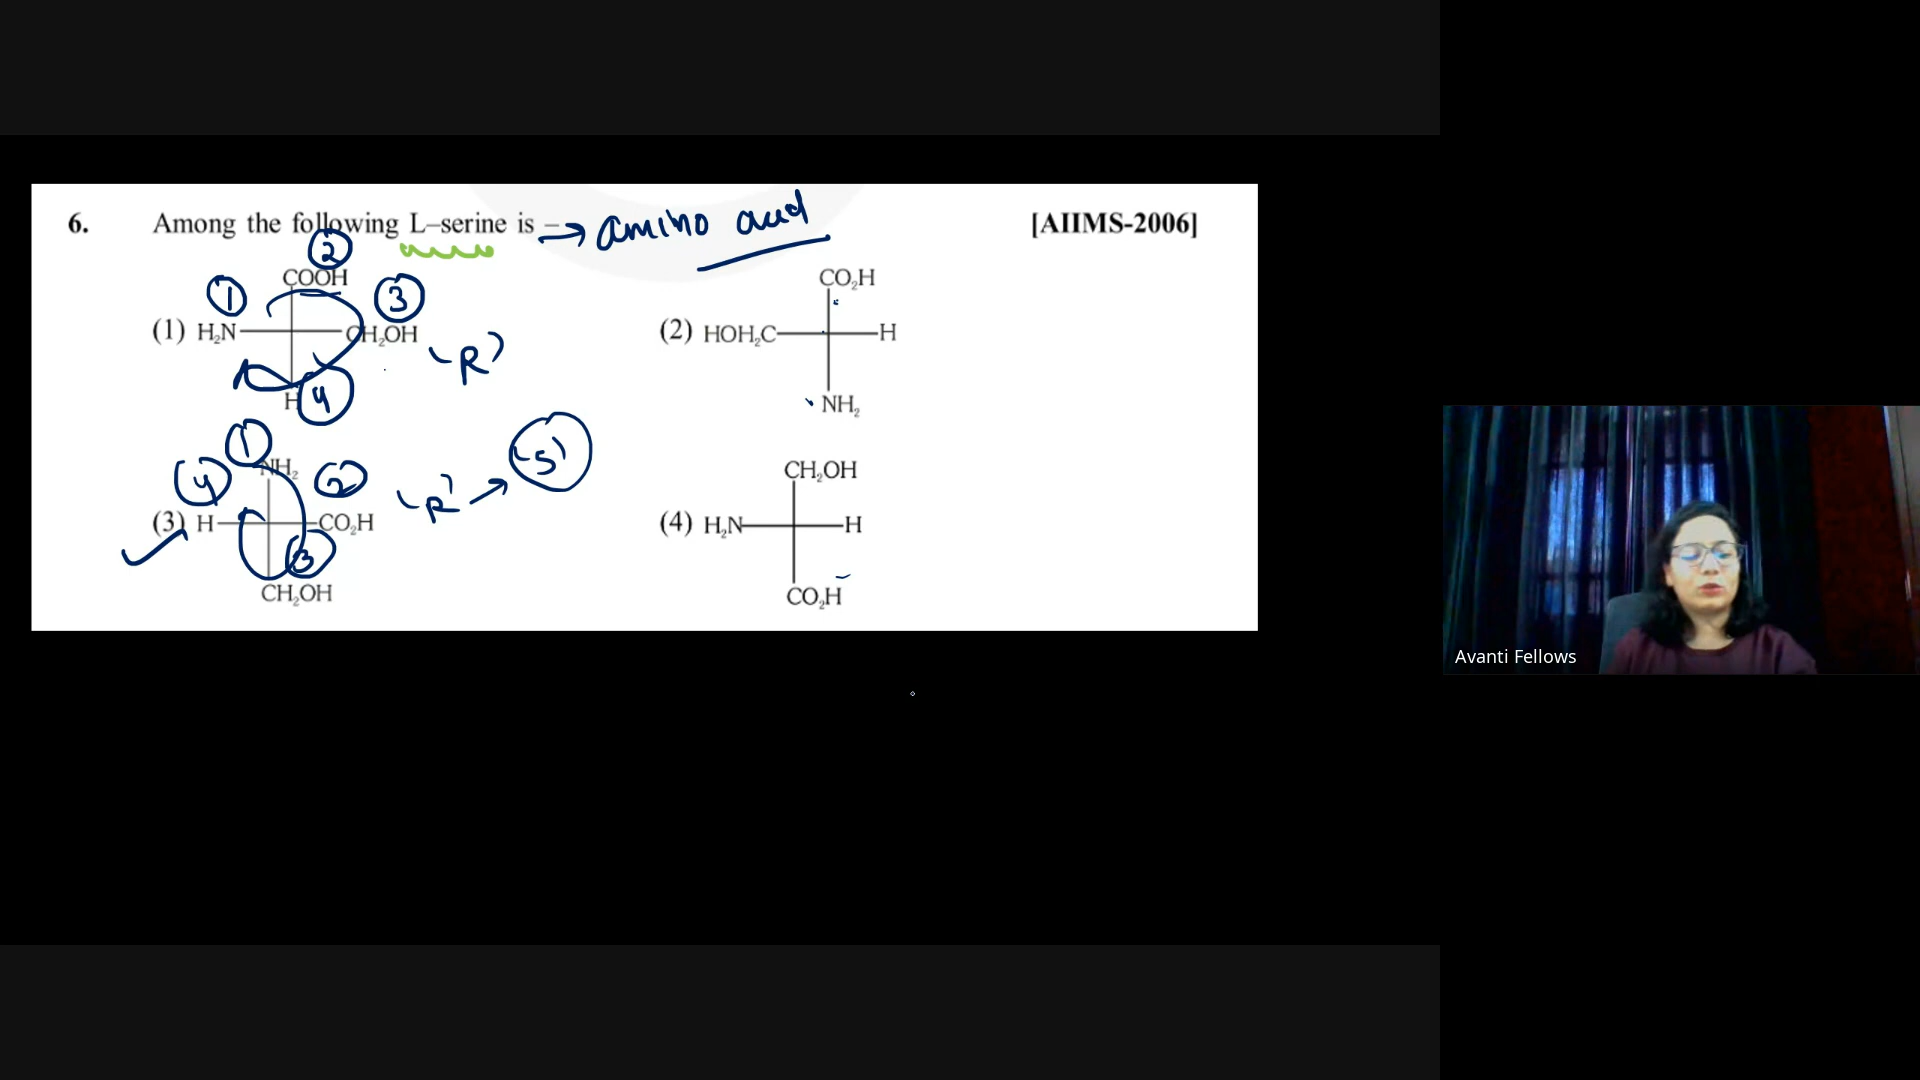 6. Among the following L–serine is – → amino acid [AIIMS-2006]
② 
COOH
① ③
(1) H₂N CH₂OH
'R'
H ④
CO₂H
(2) HOH₂C H
NH₂
①
NH₂
④ ②
(3) H CO₂H
'R' → 'S'
③
CH₂OH
CH₂OH
(4) H₂N H
CO₂H
Avanti Fellows